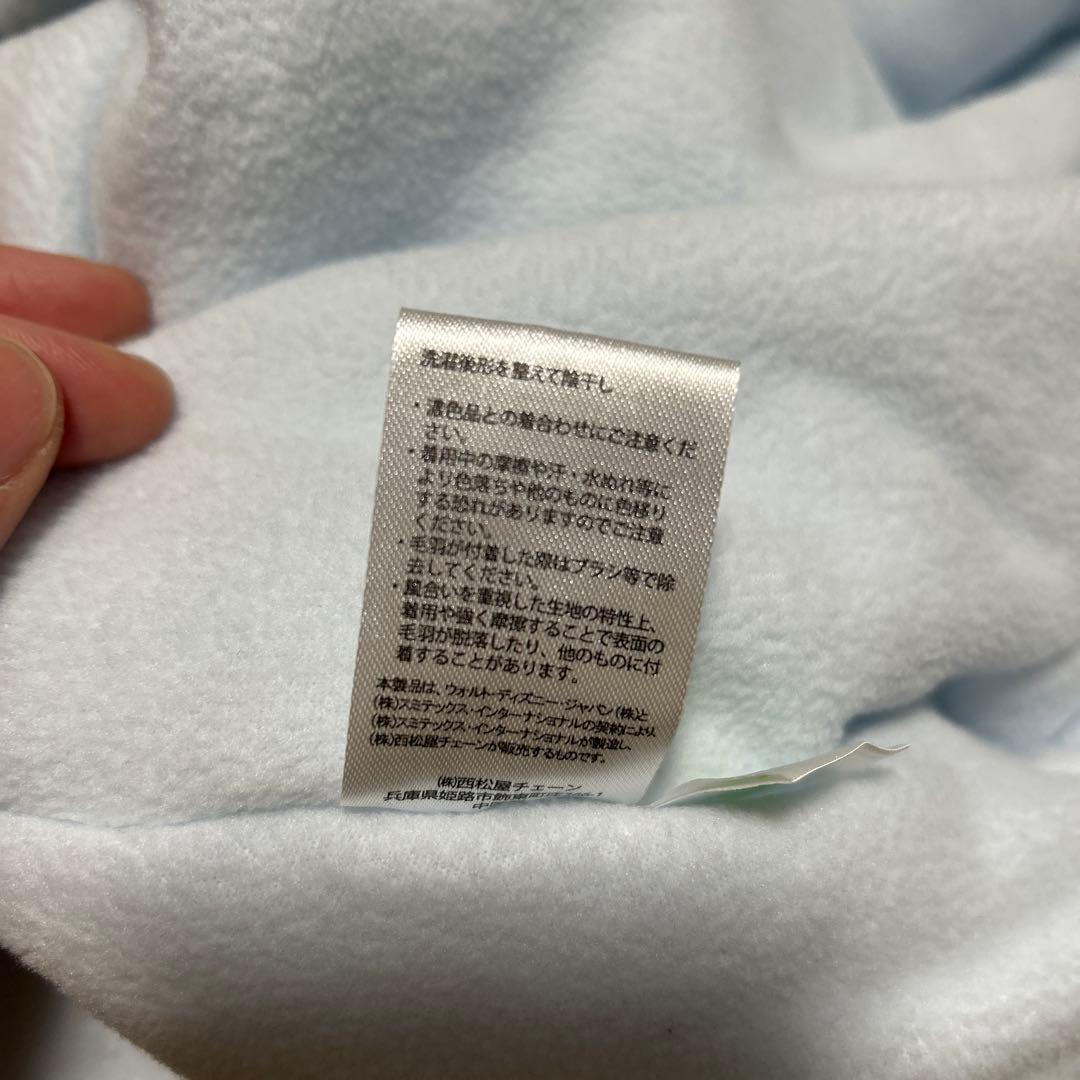 洗濯後形を整えて陰干し
・濃色品との着合わせにご注意くだ
さい。
・着用中の摩擦や汗・水ぬれ等に
より色落ちや他のものに色移り
する恐れがありますのでご注意
ください。
・毛羽が付着した際はブラシ等で除
去してください。
・風合いを重視した生地の特性上、
着用や強く摩擦することで表面の
毛羽が脱落したり、他のものに付
着することがあります。
本製品は、ウォルト・ディズニー・ジャパン(株)と
(株)スミテックス・インターナショナルの契約により、
(株)スミテックス・インターナショナルが製造し、
(株)西松屋チェーンが販売するものです。
(株)西松屋チェーン
兵庫県姫路市飾東町庄266-1